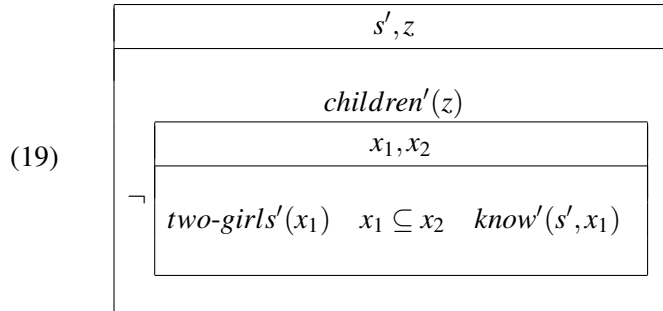 s′, z
children′(z)
(19)
x₁, x₂
¬
two-girls′(x₁) x₁ ⊆ x₂ know′(s′, x₁)